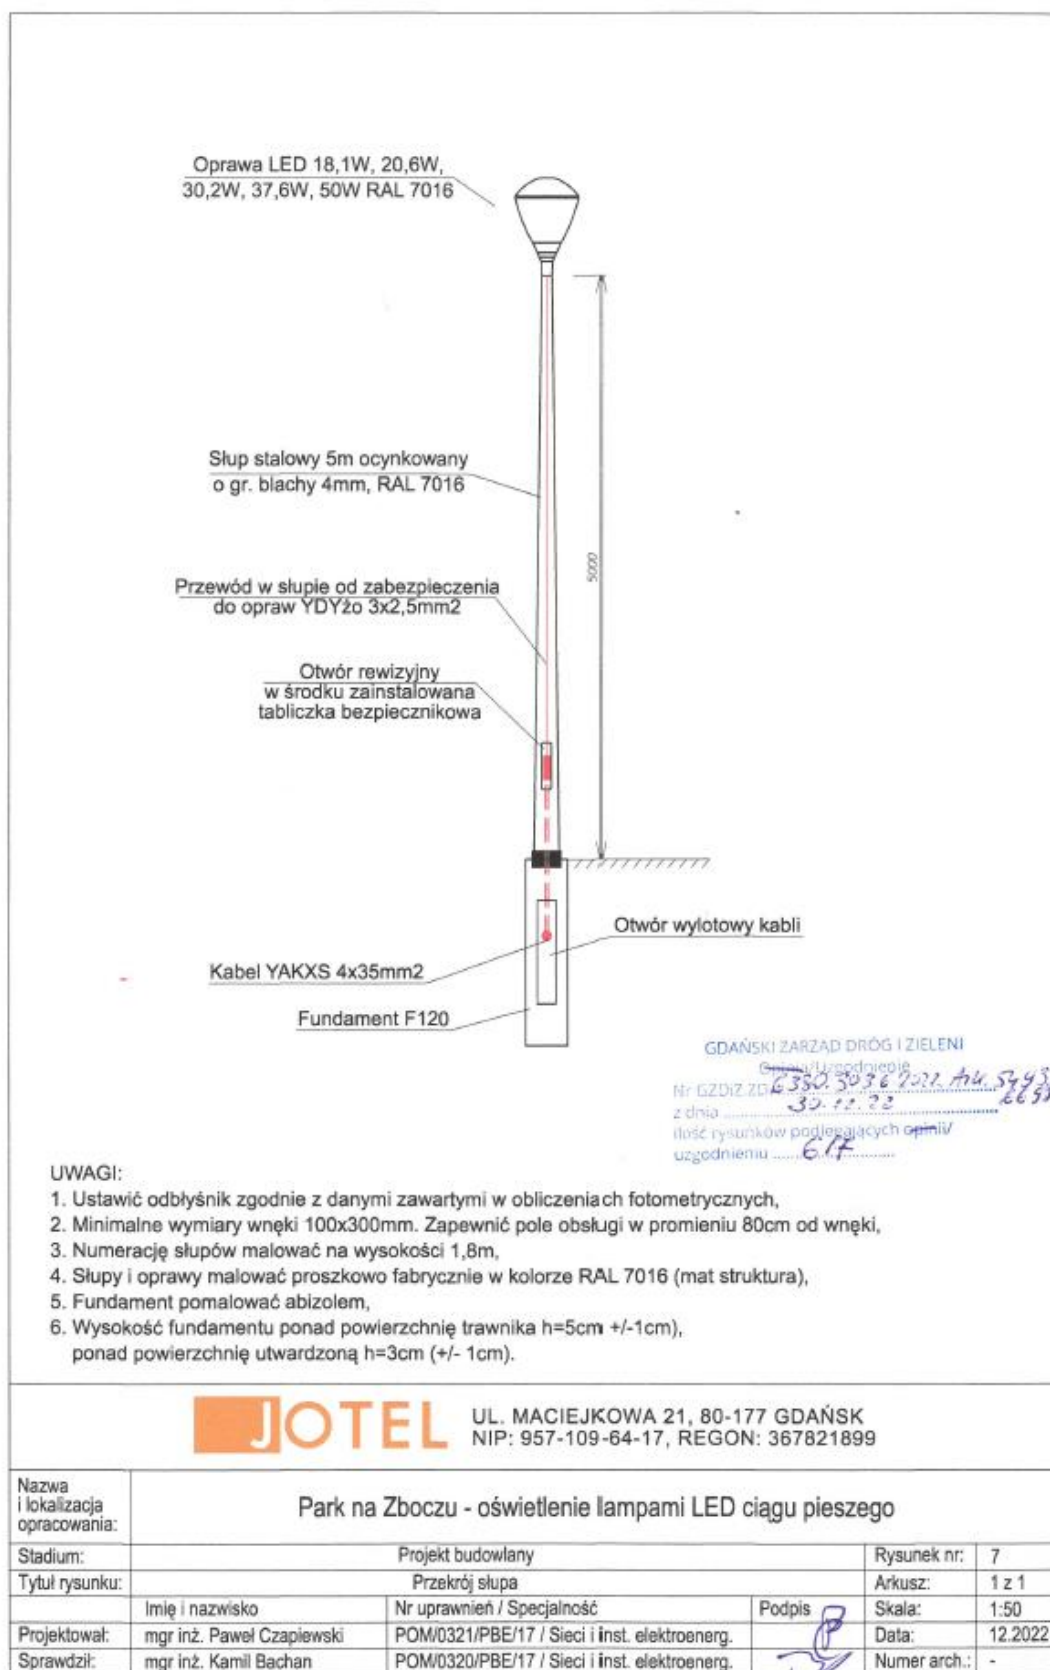 Oprawa LED 18,1W, 20,6W,
30,2W, 37,6W, 50W RAL 7016
Słup stalowy 5m ocynkowany
o gr. blachy 4mm, RAL 7016
5000
Przewód w słupie od zabezpieczenia
do opraw YDYżo 3x2,5mm2
Otwór rewizyjny
w środku zainstalowana
tabliczka bezpiecznikowa
Otwór wylotowy kabli
Kabel YAKXS 4x35mm2
Fundament F120
GDAŃSKI ZARZĄD DRÓG I ZIELENI
Opinia/Uzgodnienie
Nr GZDiZ.ZD
z dnia 30.12.22
ilość rysunków podlegających opinii/
uzgodnieniu
UWAGI:
1. Ustawić odbłyśnik zgodnie z danymi zawartymi w obliczeniach fotometrycznych,
2. Minimalne wymiary wnęki 100x300mm. Zapewnić pole obsługi w promieniu 80cm od wnęki,
3. Numerację słupów malować na wysokości 1,8m,
4. Słupy i oprawy malować proszkowo fabrycznie w kolorze RAL 7016 (mat struktura),
5. Fundament pomalować abizolem,
6. Wysokość fundamentu ponad powierzchnię trawnika h=5cm +/-1cm),
ponad powierzchnię utwardzoną h=3cm (+/- 1cm).
JOTEL
UL. MACIEJKOWA 21, 80-177 GDAŃSK
NIP: 957-109-64-17, REGON: 367821899
Nazwa
i lokalizacja
opracowania:
Park na Zboczu - oświetlenie lampami LED ciągu pieszego
Stadium: Projekt budowlany Rysunek nr: 7
Tytuł rysunku: Przekrój słupa Arkusz: 1 z 1
Imię i nazwisko Nr uprawnień / Specjalność Podpis Skala: 1:50
Projektował: mgr inż. Paweł Czapiewski POM/0321/PBE/17 / Sieci i inst. elektroenerg. Data: 12.2022
Sprawdził: mgr inż. Kamil Bachan POM/0320/PBE/17 / Sieci i inst. elektroenerg. Numer arch.: -